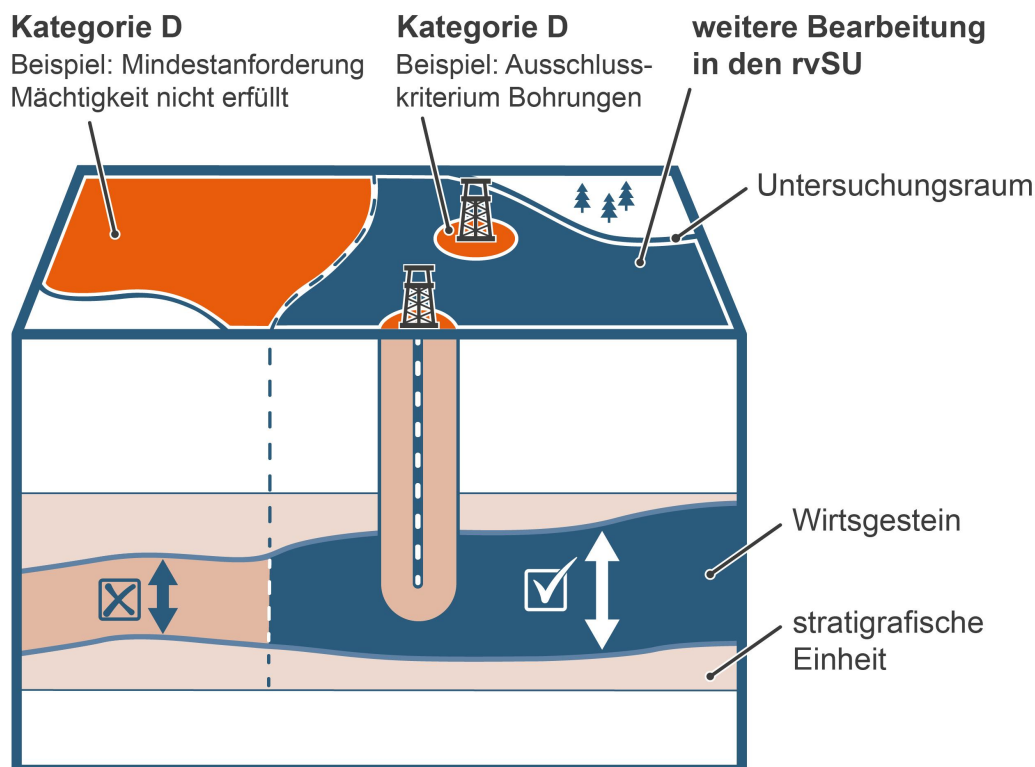 Kategorie D
Beispiel: Mindestanforderung
Mächtigkeit nicht erfüllt
Kategorie D
Beispiel: Ausschluss-
kriterium Bohrungen
weitere Bearbeitung
in den rvSU
Untersuchungsraum
Wirtsgestein
stratigrafische
Einheit